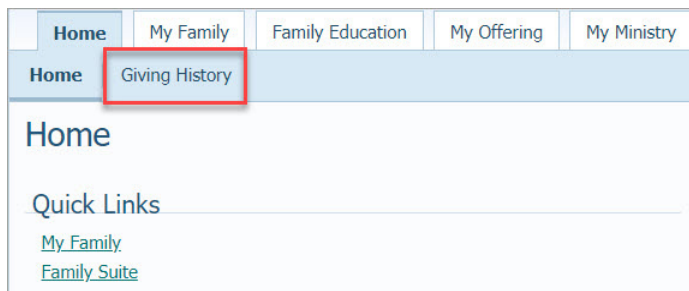 Home My Family Family Education My Offering My Ministry
Home Giving History
Home
Quick Links
My Family
Family Suite